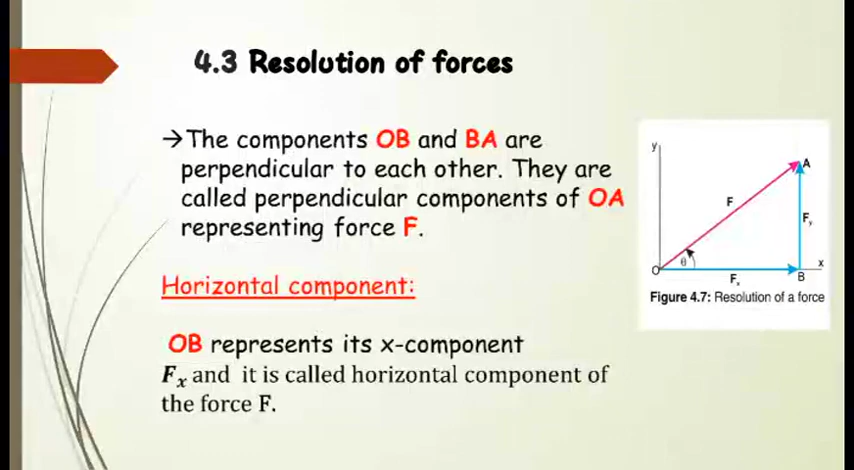 4.3 Resolution of forces
→The components OB and BA are
perpendicular to each other. They are
called perpendicular components of OA
representing force F.
Horizontal component:
OB represents its x-component
Fₓ and it is called horizontal component of
the force F.
y
A
F
Fᵧ
θ
O
x
Fₓ
B
Figure 4.7: Resolution of a force